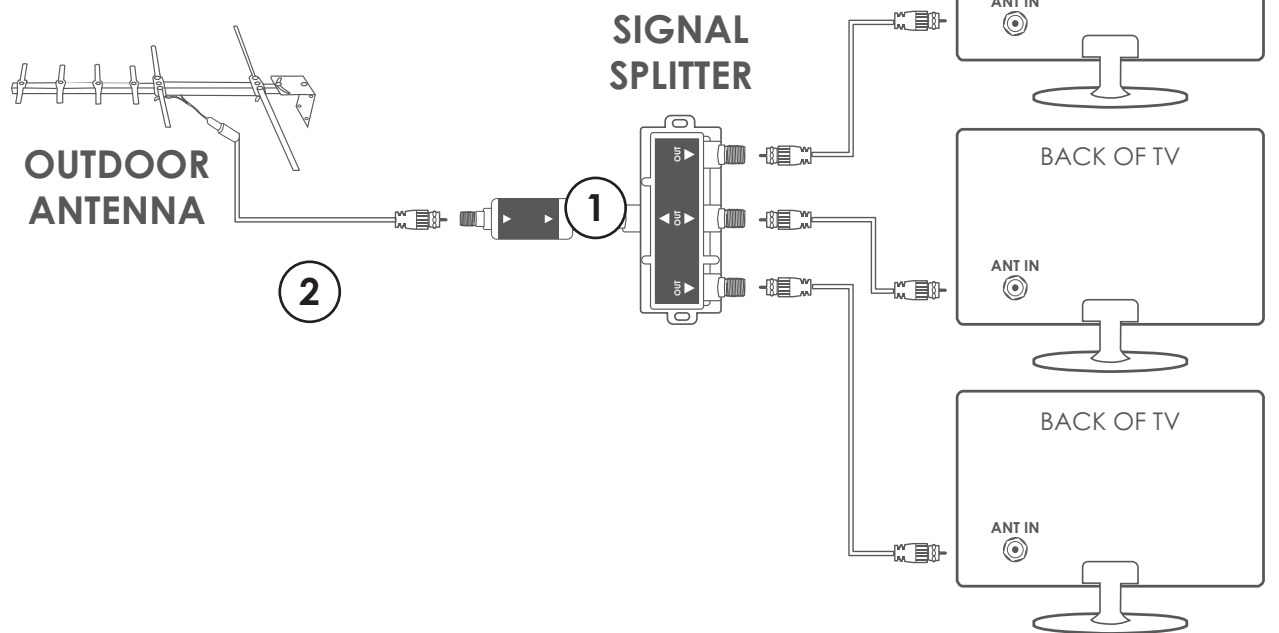 ANT IN
SIGNAL
SPLITTER
OUTDOOR
ANTENNA
OUT
BACK OF TV
1
OUT
2
ANT IN
OUT
BACK OF TV
ANT IN